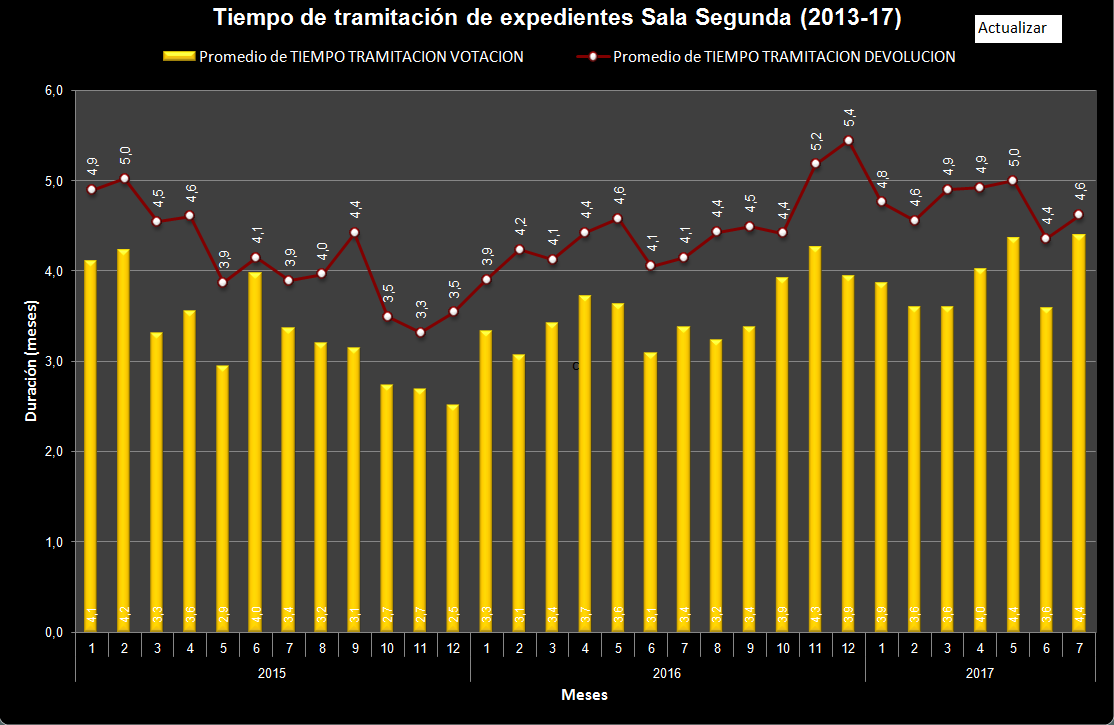 Tiempo de tramitación de expedientes Sala Segunda (2013-17)
Actualizar
Promedio de TIEMPO TRAMITACION VOTACION
Promedio de TIEMPO TRAMITACION DEVOLUCION
6,0
5,0
4,0
3,0
2,0
1,0
0,0
Duración (meses)
4,9 5,0 4,5 4,6 3,9 4,1 3,9 4,0 4,4 3,5 3,3 3,5 3,9 4,2 4,1 4,4 4,6 4,1 4,1 4,4 4,5 4,4 5,2 5,4 4,8 4,6 4,9 4,9 5,0 4,4 4,6
c
4,1 4,2 3,3 3,6 2,9 4,0 3,4 3,2 3,1 2,7 2,7 2,5 3,3 3,1 3,4 3,7 3,6 3,1 3,4 3,2 3,4 3,9 4,3 3,9 3,9 3,6 3,6 4,0 4,4 3,6 4,4
1 2 3 4 5 6 7 8 9 10 11 12 1 2 3 4 5 6 7 8 9 10 11 12 1 2 3 4 5 6 7
2015 2016 2017
Meses